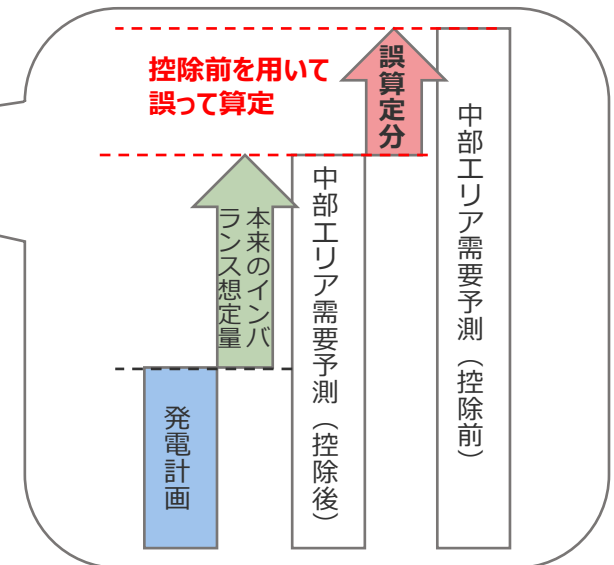 控除前を用いて
誤って算定
誤算定分
本来のインバ
ランス想定量
発電計画
中部エリア需要予測（控除後）
中部エリア需要予測（控除前）